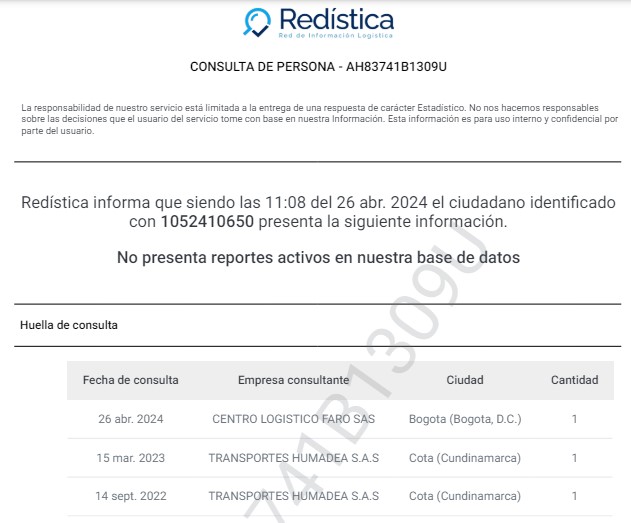 Redística
Red de Información Logística
CONSULTA DE PERSONA - AH83741B1309U
La responsabilidad de nuestro servicio está limitada a la entrega de una respuesta de carácter Estadístico. No nos hacemos responsables
sobre las decisiones que el usuario del servicio tome con base en nuestra Información. Esta información es para uso interno y confidencial por
parte del usuario.
Redística informa que siendo las 11:08 del 26 abr. 2024 el ciudadano identificado
con 1052410650 presenta la siguiente información.
No presenta reportes activos en nuestra base de datos
Huella de consulta
Fecha de consulta Empresa consultante Ciudad Cantidad
26 abr. 2024 CENTRO LOGISTICO FARO SAS Bogota (Bogota, D.C.) 1
15 mar. 2023 TRANSPORTES HUMADEA S.A.S Cota (Cundinamarca) 1
14 sept. 2022 TRANSPORTES HUMADEA S.A.S Cota (Cundinamarca) 1
741B1309U